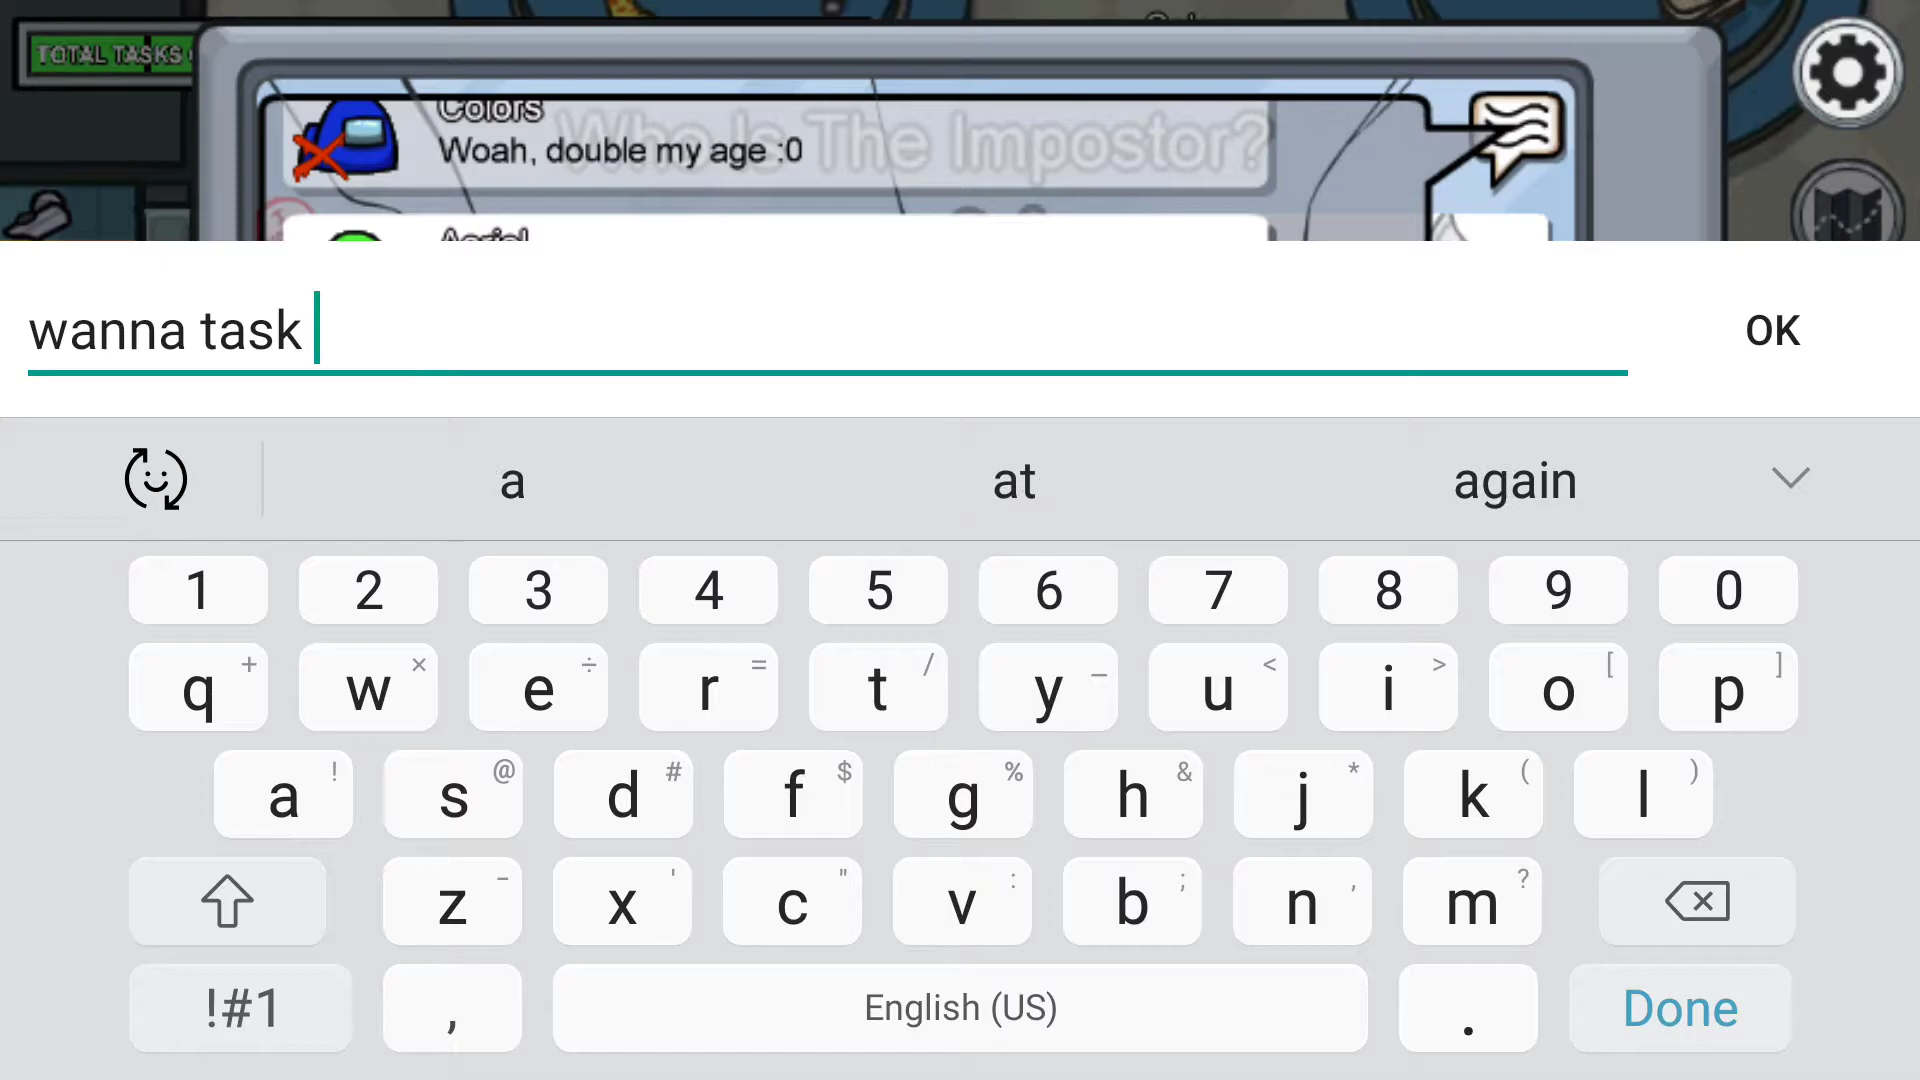 TOTAL TASKS
Colors
Who Is The Impostor?
Woah, double my age :0
Aerial
wanna task
OK
a at again
1 2 3 4 5 6 7 8 9 0
q + w × e ÷ r = t / y _ u < i > o [ p ]
a ! s @ d # f $ g % h & j * k ( l )
z - x ' c " v : b ; n , m ?
!#1 , English (US) . Done